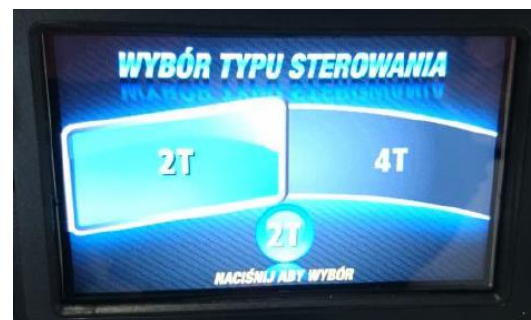 WYBÓR TYPU STEROWANIA
2T 4T
2T
NACIŚNIJ ABY WYBÓR